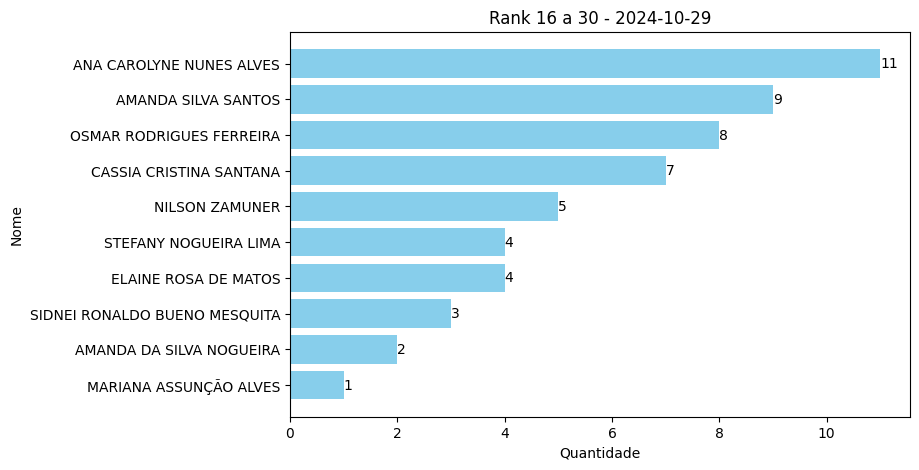 Rank 16 a 30 - 2024-10-29
ANA CAROLYNE NUNES ALVES 11
AMANDA SILVA SANTOS 9
OSMAR RODRIGUES FERREIRA 8
CASSIA CRISTINA SANTANA 7
NILSON ZAMUNER 5
STEFANY NOGUEIRA LIMA 4
ELAINE ROSA DE MATOS 4
SIDNEI RONALDO BUENO MESQUITA 3
AMANDA DA SILVA NOGUEIRA 2
MARIANA ASSUNÇÃO ALVES 1
Nome
0 2 4 6 8 10
Quantidade